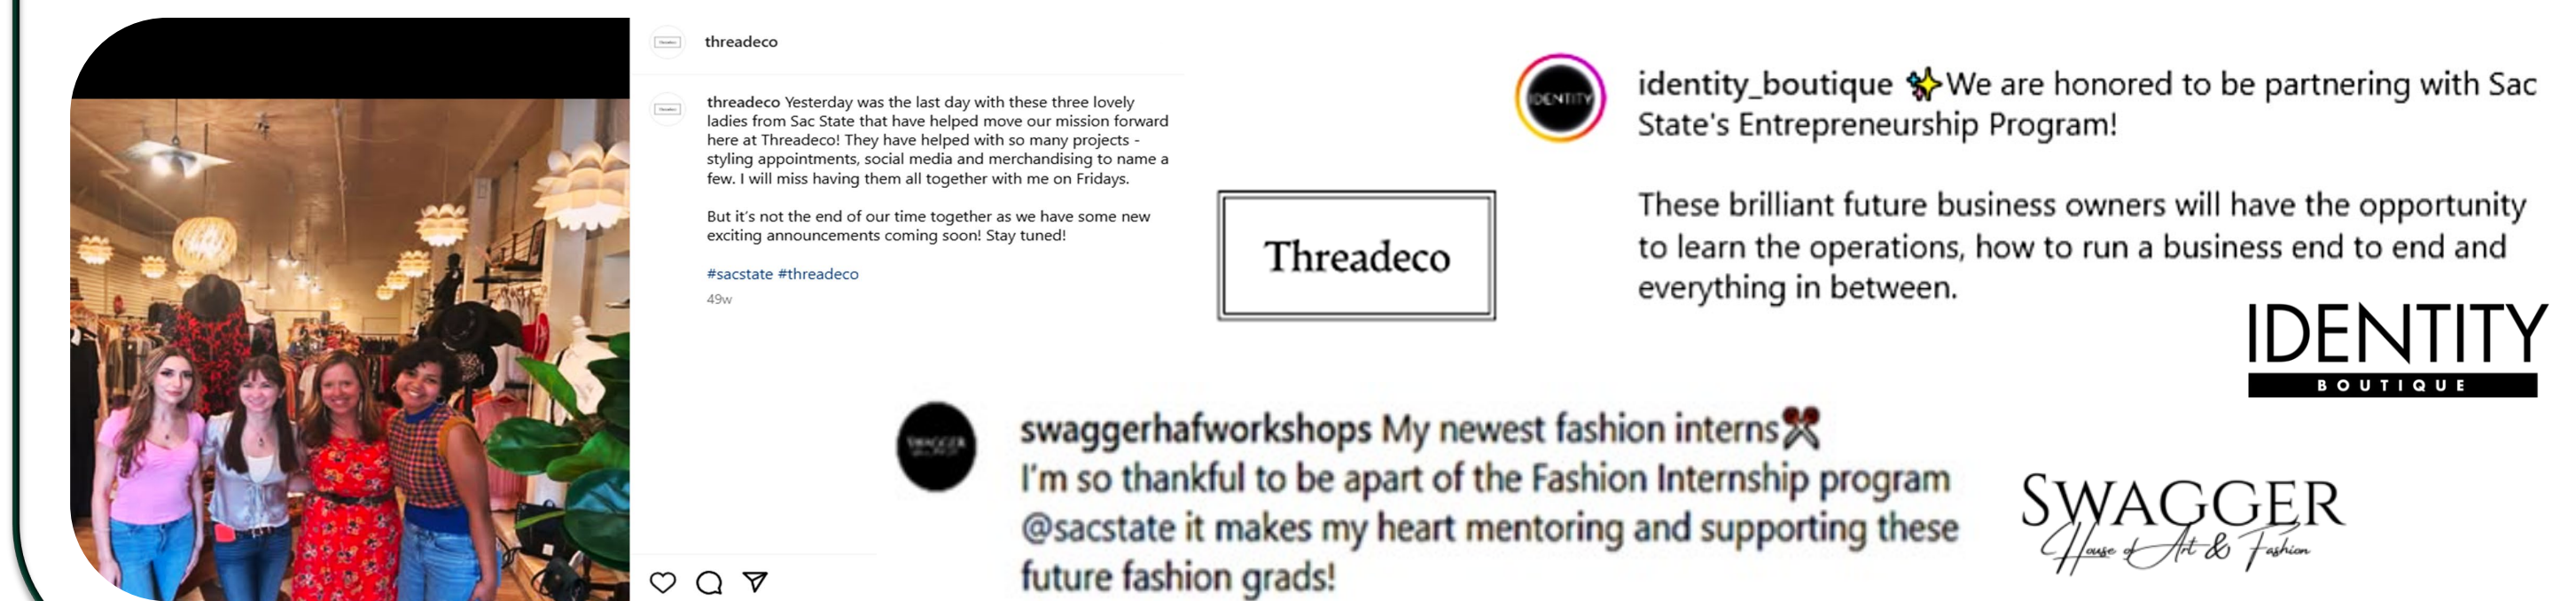 threadeco
threadeco Yesterday was the last day with these three lovely
ladies from Sac State that have helped move our mission forward
here at Threadeco! They have helped with so many projects -
styling appointments, social media and merchandising to name a
few. I will miss having them all together with me on Fridays.
But it's not the end of our time together as we have some new
exciting announcements coming soon! Stay tuned!
#sacstate #threadeco
49w
Threadeco
IDENTITY
identity_boutique ✨We are honored to be partnering with Sac
State's Entrepreneurship Program!
These brilliant future business owners will have the opportunity
to learn the operations, how to run a business end to end and
everything in between.
IDENTITY
BOUTIQUE
swaggerhafworkshops My newest fashion interns✂
I'm so thankful to be apart of the Fashion Internship program
@sacstate it makes my heart mentoring and supporting these
future fashion grads!
SWAGGER
House of Art & Fashion